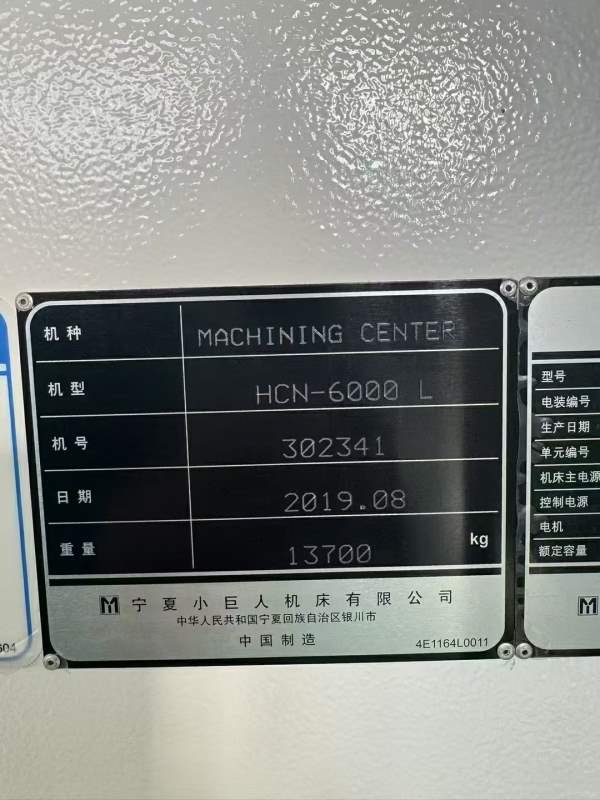 机种 MACHINING CENTER
机型 HCN-6000 L
机号 302341
日期 2019.08
重量 13700 kg
M 宁夏小巨人机床有限公司
中华人民共和国宁夏回族自治区银川市
中国制造 4E1164L0011
型号
电装编号
生产日期
单元编号
机床主电源
控制电源
电机
额定容量
M
604